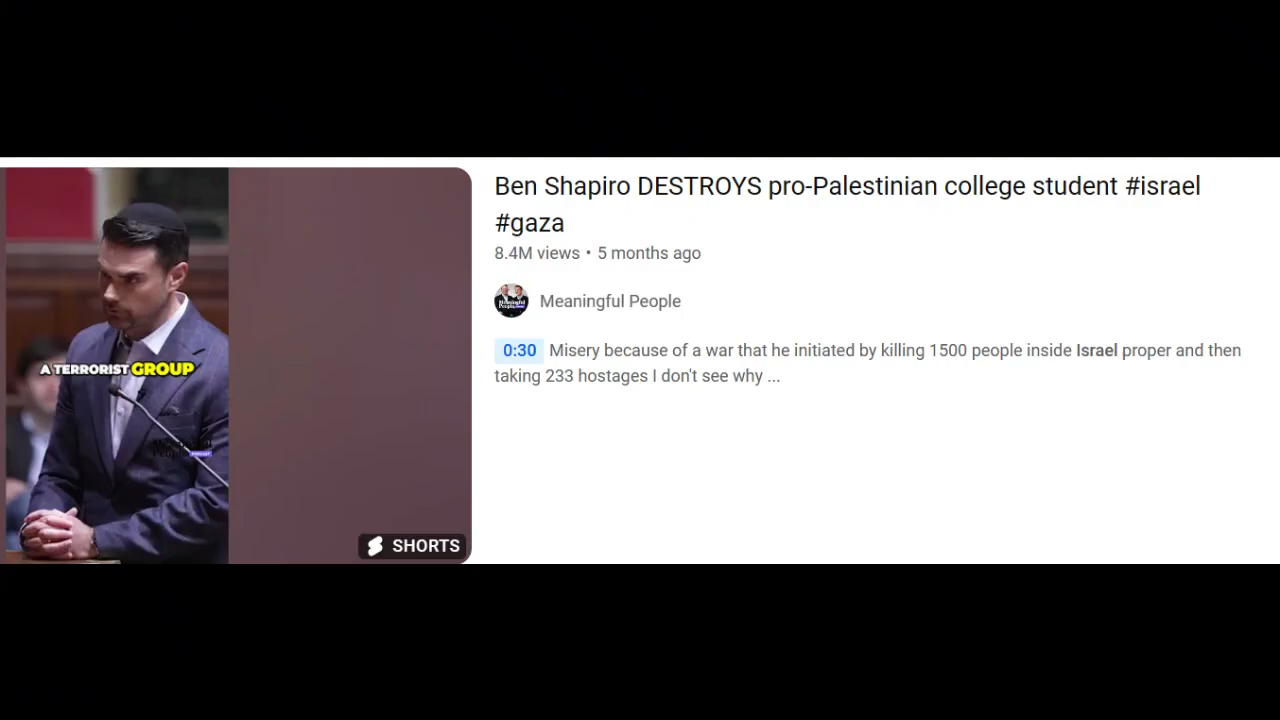 Ben Shapiro DESTROYS pro-Palestinian college student #israel
#gaza
8.4M views • 5 months ago
Meaningful People
0:30 Misery because of a war that he initiated by killing 1500 people inside Israel proper and then
taking 233 hostages I don't see why ...
A TERRORIST GROUP
SHORTS